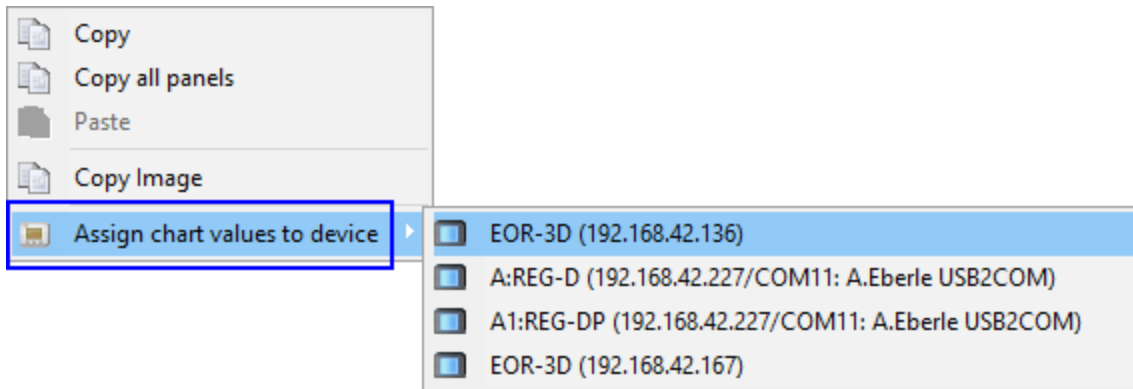 Copy
Copy all panels
Paste
Copy Image
Assign chart values to device
EOR-3D (192.168.42.136)
A:REG-D (192.168.42.227/COM11: A.Eberle USB2COM)
A1:REG-DP (192.168.42.227/COM11: A.Eberle USB2COM)
EOR-3D (192.168.42.167)